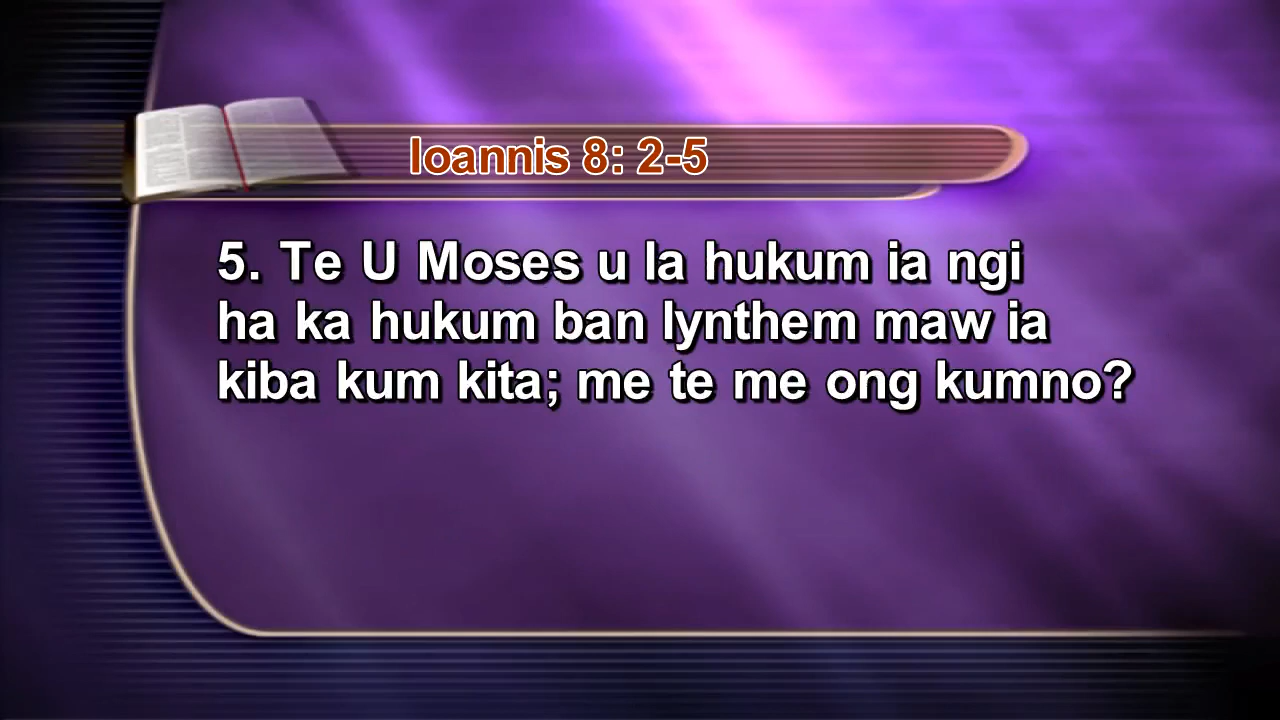 Ioannis 8: 2-5
5. Te U Moses u la hukum ia ngi
ha ka hukum ban lynthem maw ia
kiba kum kita; me te me ong kumno?